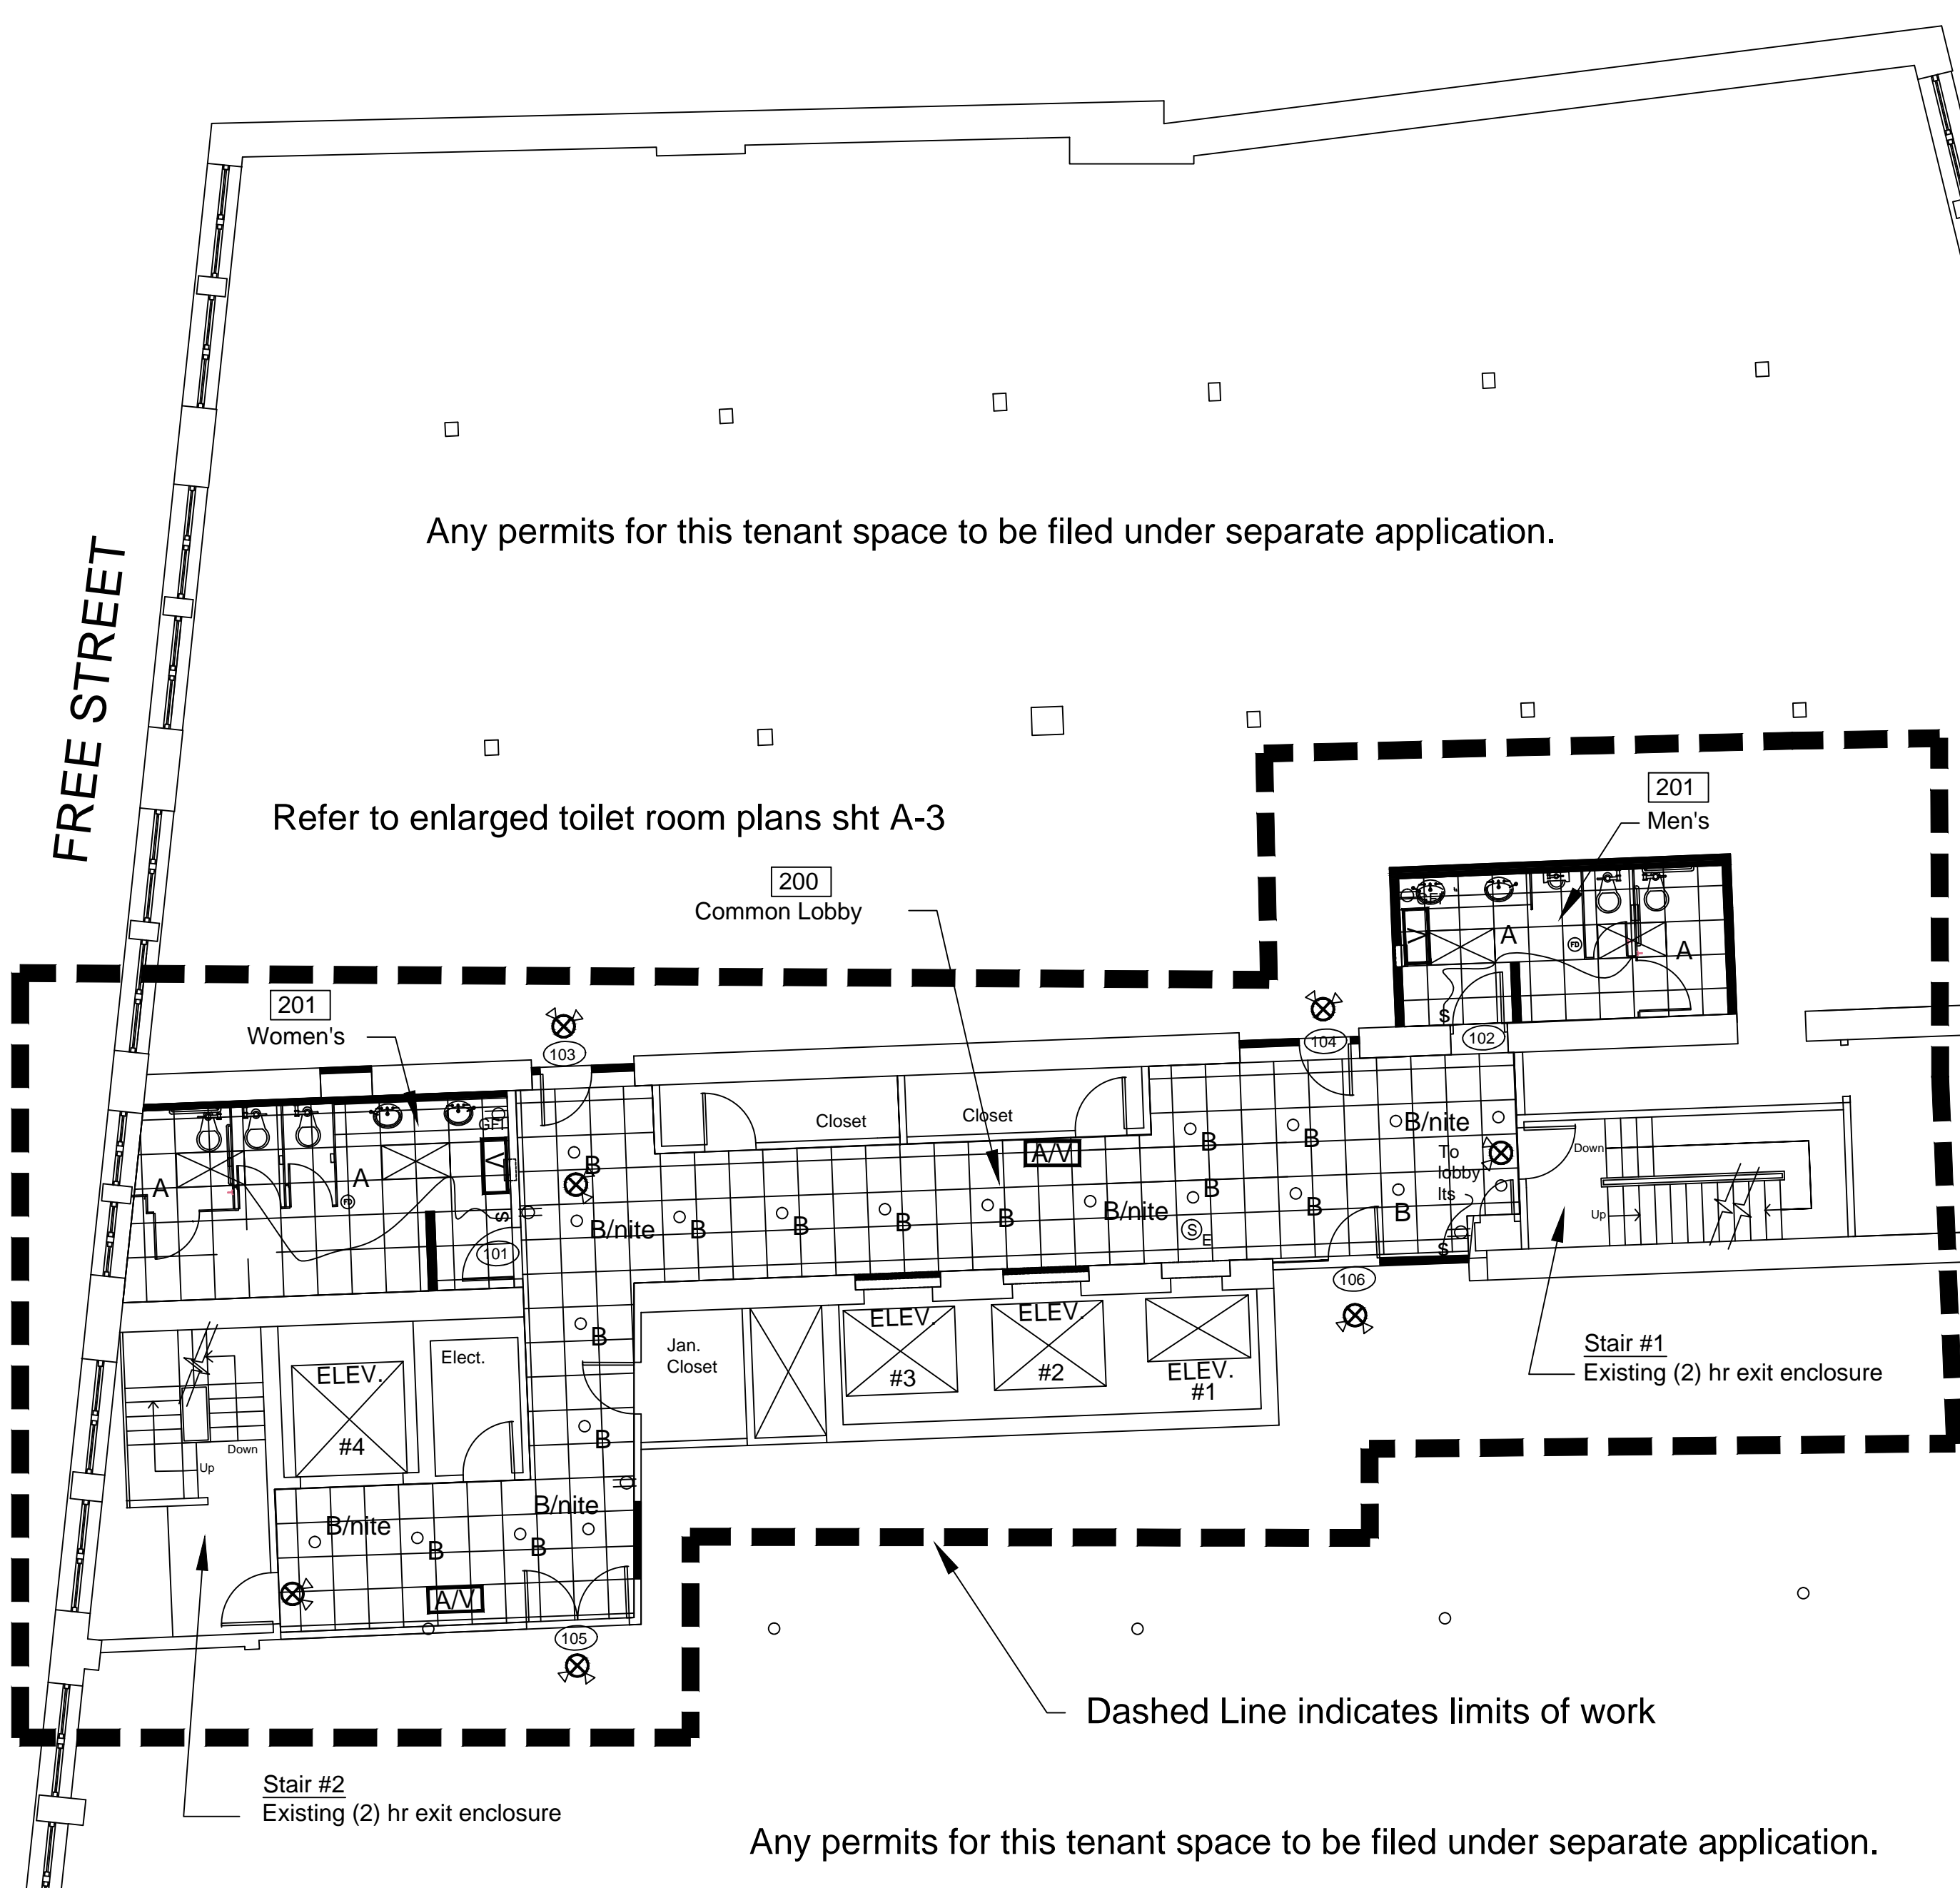 Any permits for this tenant space to be filed under separate application.
FREE STREET
Refer to enlarged toilet room plans sht A-3
201
Men's
200
Common Lobby
GFI
V
A
FD
A
S
102
201
Women's
103
104
GFI
V
A
A
FD
S
101
Closet
Closet
A/V
B
B
B
B/nite
To
lobby
lts
Down
Up
B/nite
B
B
B
B
B/nite
B
B
B
S
E
S
106
B
ELEV.
#3
ELEV.
#2
ELEV.
#1
Jan.
Closet
Elect.
ELEV.
#4
Down
Up
B
B/nite
B/nite
B
B
A/V
105
Stair #1
Existing (2) hr exit enclosure
Dashed Line indicates limits of work
Stair #2
Existing (2) hr exit enclosure
Any permits for this tenant space to be filed under separate application.